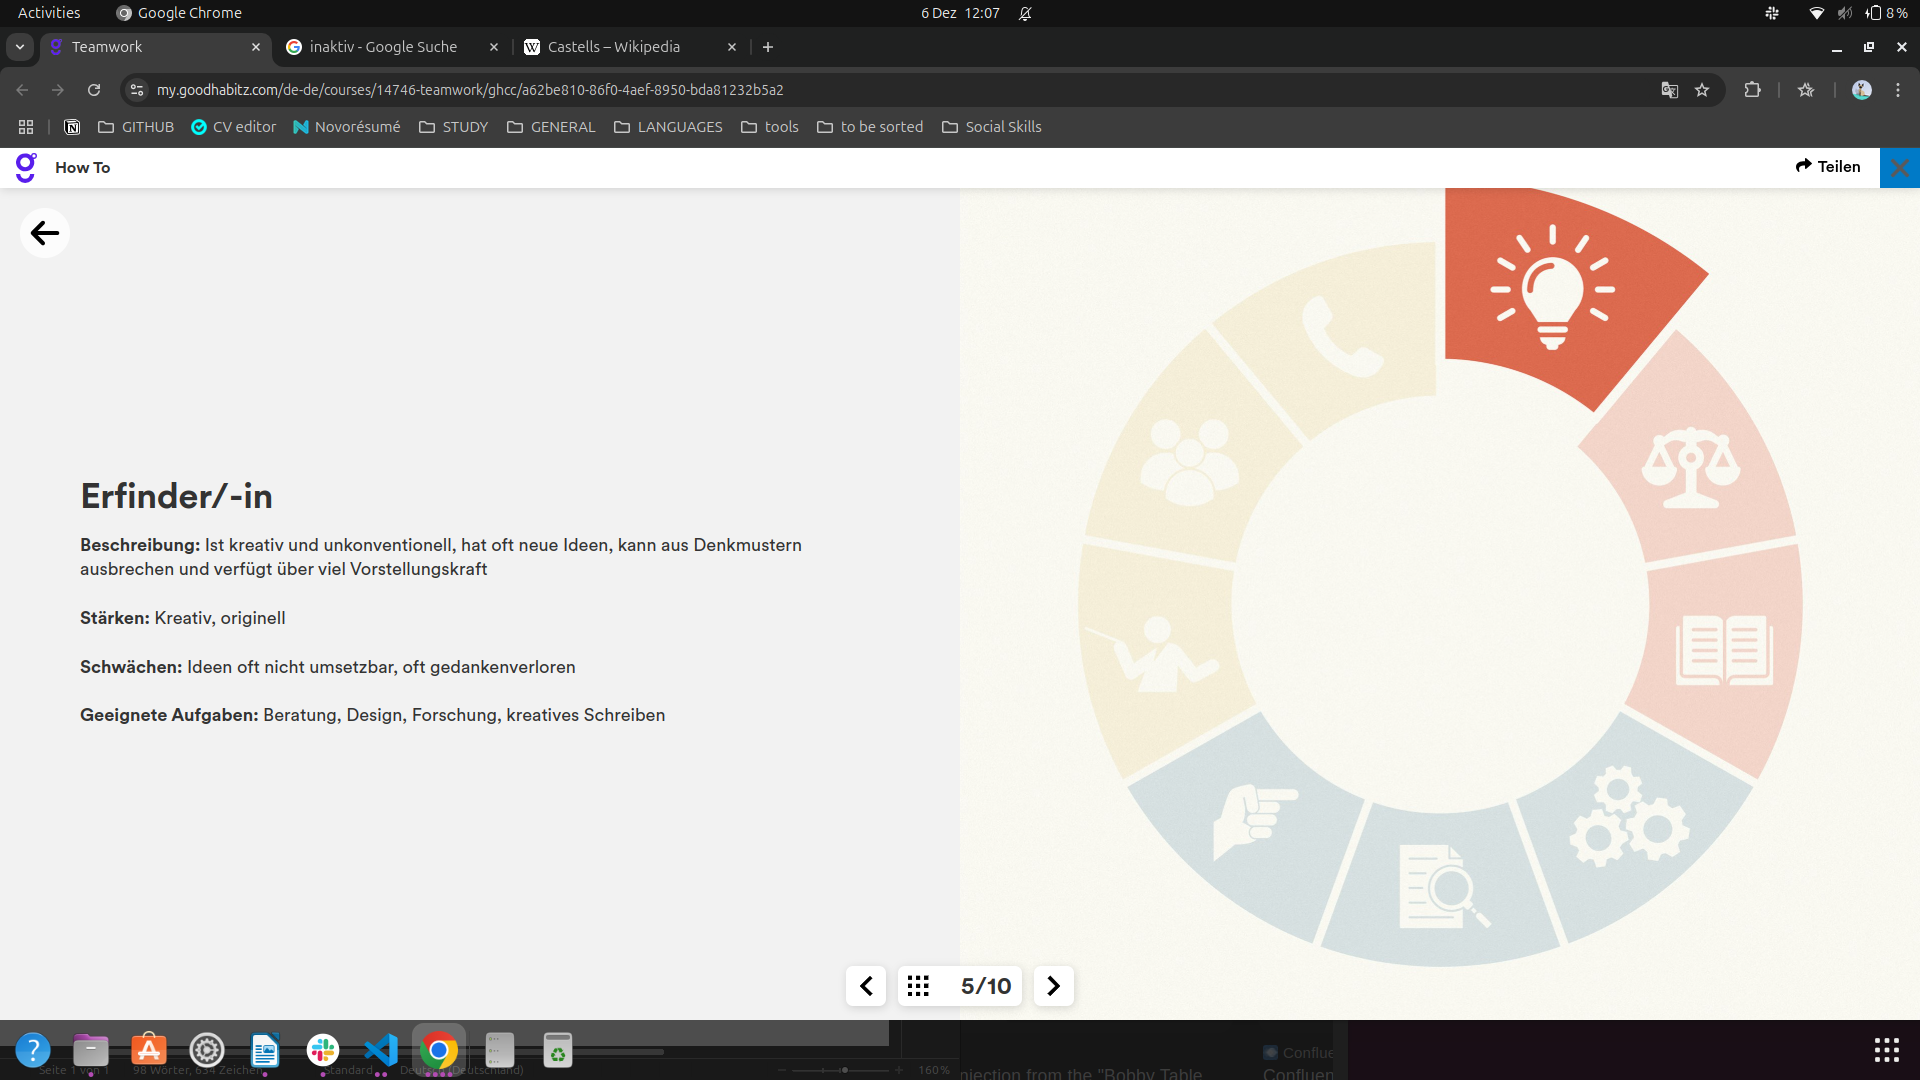 Activities
Google Chrome
6 Dez 12:07
8 %
Teamwork
inaktiv - Google Suche
Castells – Wikipedia
my.goodhabitz.com/de-de/courses/14746-teamwork/ghcc/a62be810-86f0-4aef-8950-bda81232b5a2
GITHUB
CV editor
Novorésumé
STUDY
GENERAL
LANGUAGES
tools
to be sorted
Social Skills
How To
Teilen
Erfinder/-in
Beschreibung: Ist kreativ und unkonventionell, hat oft neue Ideen, kann aus Denkmustern
ausbrechen und verfügt über viel Vorstellungskraft
Stärken: Kreativ, originell
Schwächen: Ideen oft nicht umsetzbar, oft gedankenverloren
Geeignete Aufgaben: Beratung, Design, Forschung, kreatives Schreiben
5/10
Seite 1 von 1
98 Wörter, 634 Zeichen
Standard
Deutsch (Deutschland)
160 %
njection from the "Bobby Table
Conflue
Confluen